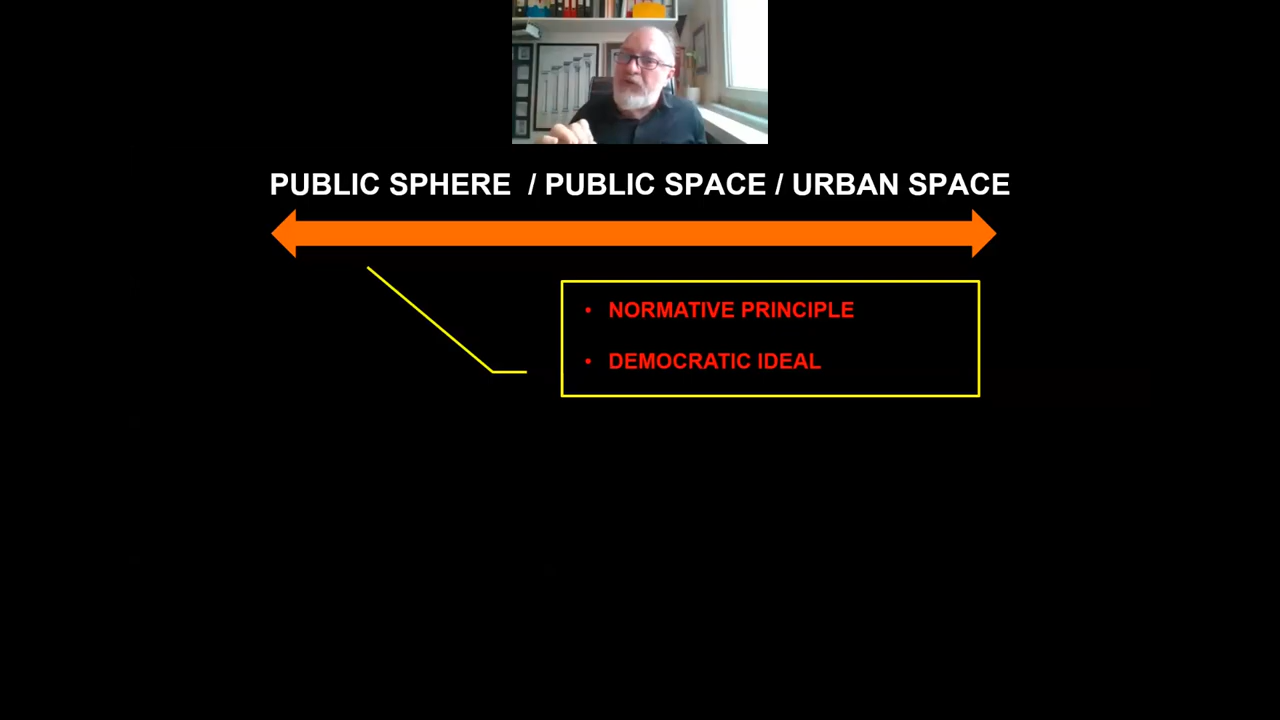 PUBLIC SPHERE / PUBLIC SPACE / URBAN SPACE
• NORMATIVE PRINCIPLE
• DEMOCRATIC IDEAL